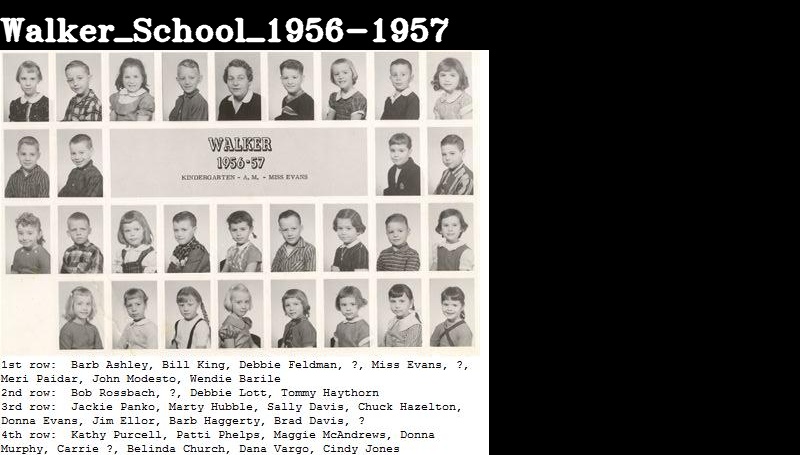 Walker_School_1956-1957
WALKER
1956-57
KINDERGARTEN - A. M. - MISS EVANS
1st row:  Barb Ashley, Bill King, Debbie Feldman, ?, Miss Evans, ?,
Meri Paidar, John Modesto, Wendie Barile
2nd row:  Bob Rossbach, ?, Debbie Lott, Tommy Haythorn
3rd row:  Jackie Panko, Marty Hubble, Sally Davis, Chuck Hazelton,
Donna Evans, Jim Ellor, Barb Haggerty, Brad Davis, ?
4th row:  Kathy Purcell, Patti Phelps, Maggie McAndrews, Donna
Murphy, Carrie ?, Belinda Church, Dana Vargo, Cindy Jones